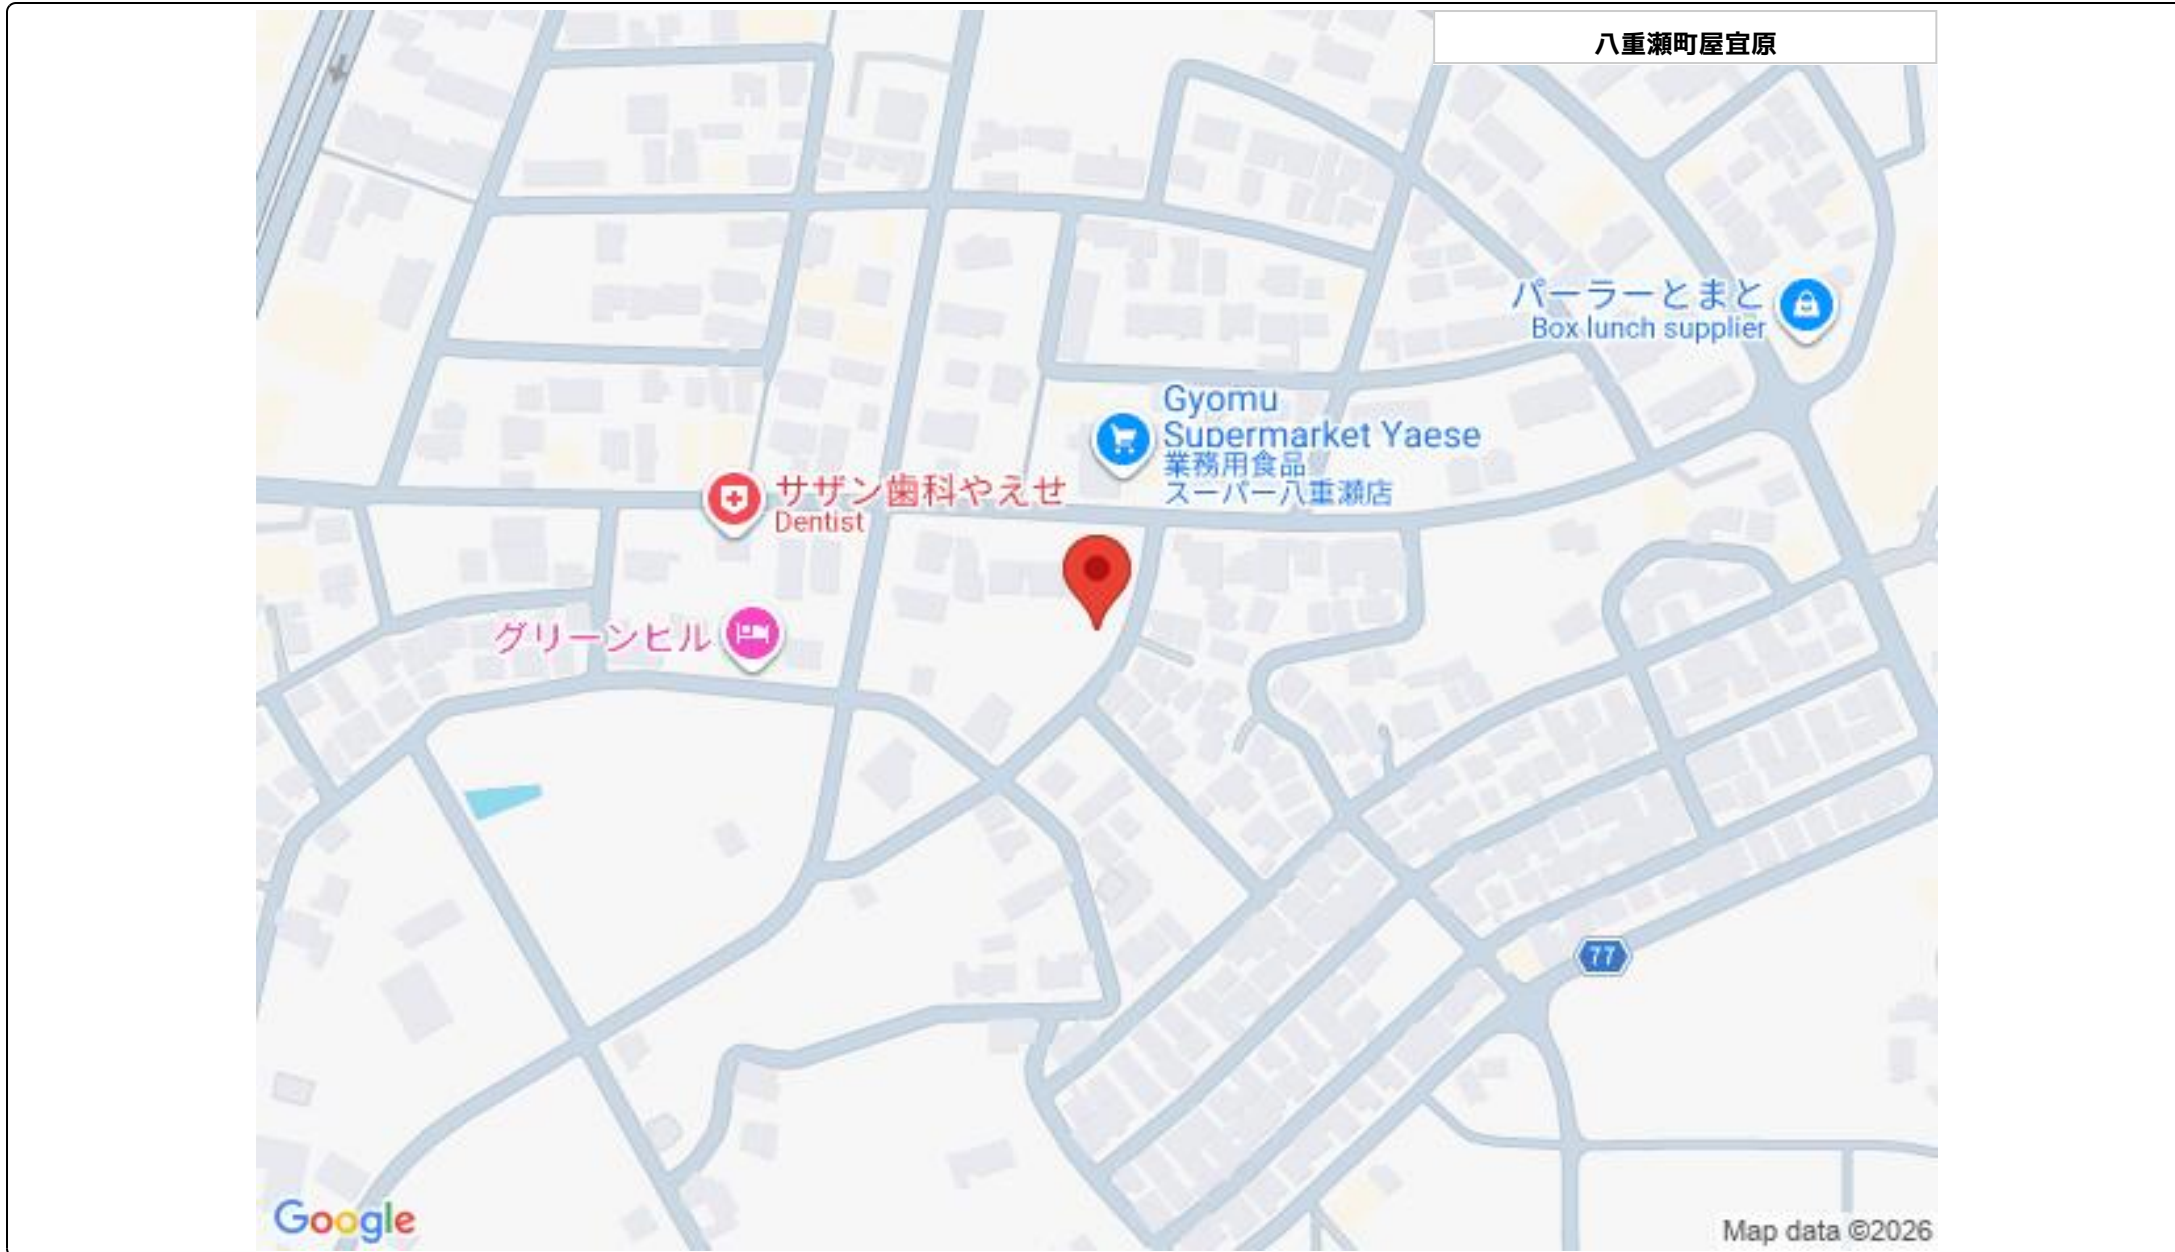 八重瀬町屋宜原
パーラーとまと
Box lunch supplier
Gyomu
Supermarket Yaese
業務用食品
スーパー八重瀬店
サザン歯科やえせ
Dentist
グリーンヒル
77
Google
Map data ©2026